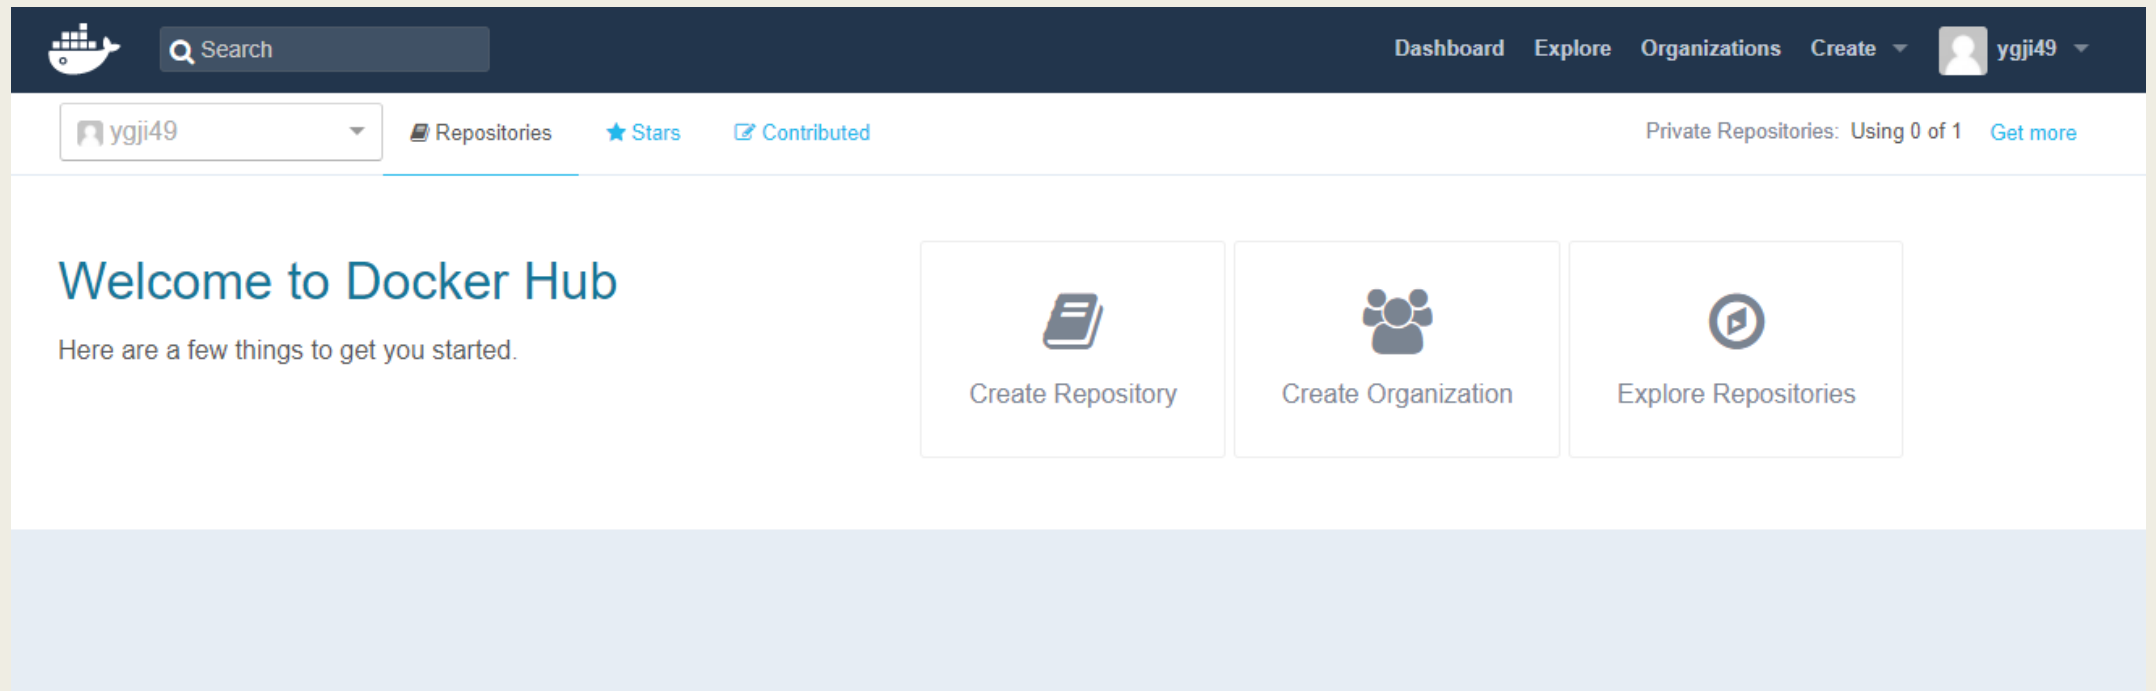 Search
Dashboard Explore Organizations Create ygji49
ygji49 Repositories Stars Contributed Private Repositories: Using 0 of 1 Get more
Welcome to Docker Hub
Here are a few things to get you started.
Create Repository Create Organization Explore Repositories